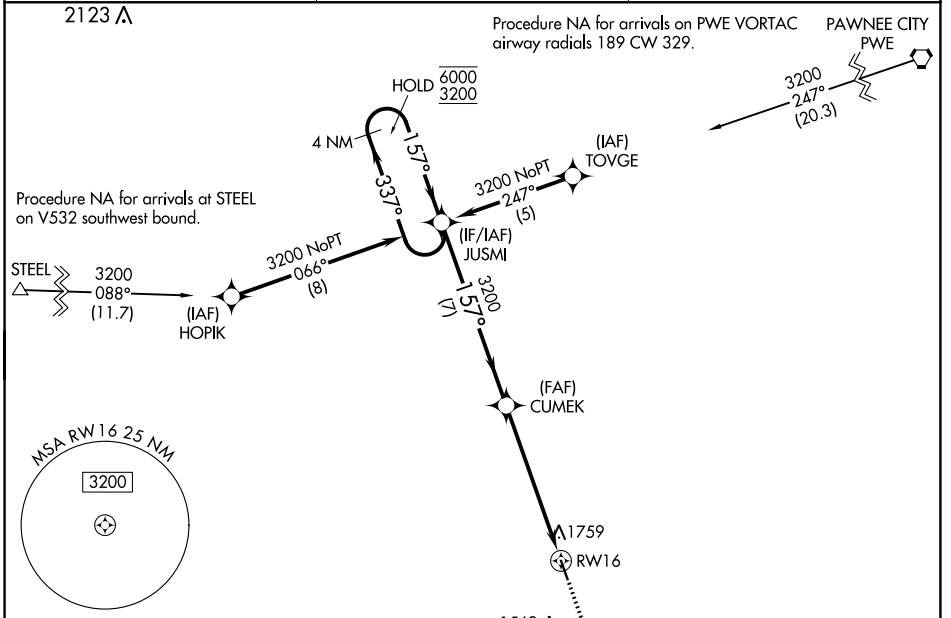 2123
Procedure NA for arrivals on PWE VORTAC
airway radials 189 CW 329.
PAWNEE CITY
PWE
3200
247°
(20.3)
HOLD
6000
3200
4 NM
157°
337°
(IAF)
TOVGE
3200 NoPT
247°
(5)
(IF/IAF)
JUSMI
Procedure NA for arrivals at STEEL
on V532 southwest bound.
STEEL
3200
088°
(11.7)
3200 NoPT
066°
(8)
(IAF)
HOPIK
3200
157°
(7)
(FAF)
CUMEK
MSA RW16 25 NM
3200
1759
RW16